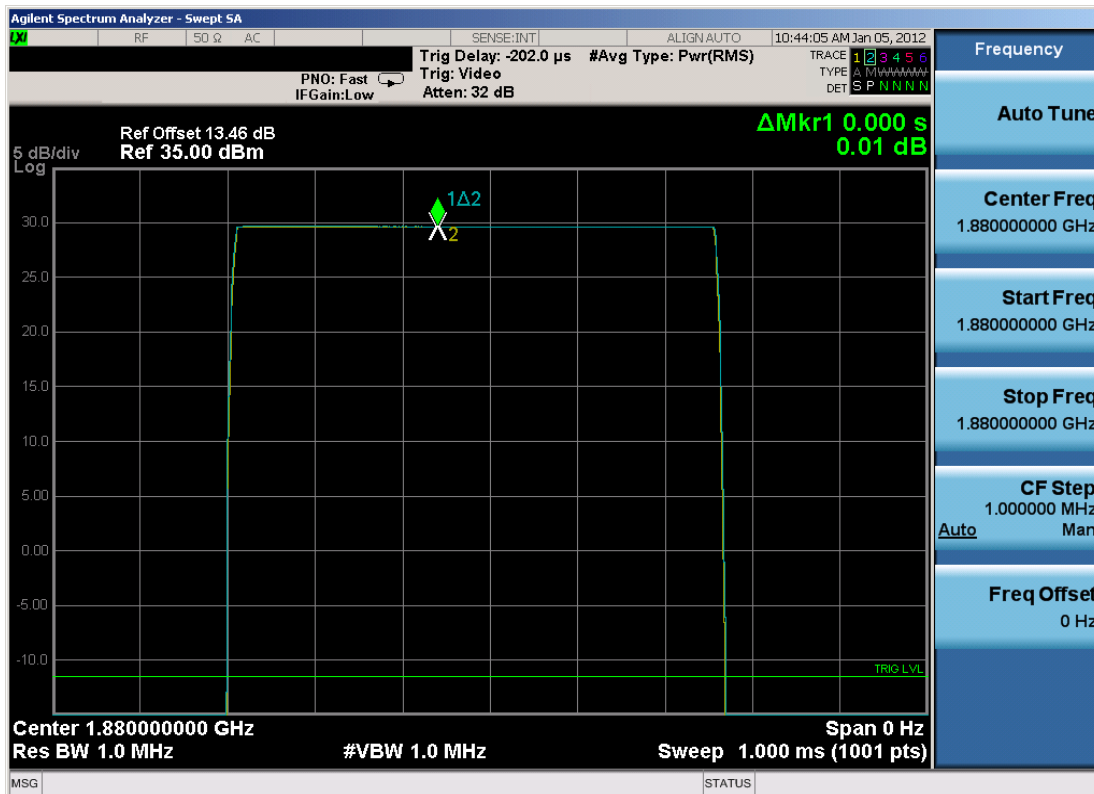 Agilent Spectrum Analyzer - Swept SA
LXI RF 50 Ω AC SENSE:INT ALIGN AUTO 10:44:05 AM Jan 05, 2012
Trig Delay: -202.0 µs #Avg Type: Pwr(RMS) TRACE 1 2 3 4 5 6
PNO: Fast Trig: Video TYPE A M W W W W
IFGain:Low Atten: 32 dB DET S P N N N N
ΔMkr1 0.000 s
0.01 dB
Ref Offset 13.46 dB
5 dB/div Ref 35.00 dBm
Log
1Δ2
2
30.0
25.0
20.0
15.0
10.0
5.00
0.00
-5.00
-10.0
TRIG LVL
Center 1.880000000 GHz Span 0 Hz
Res BW 1.0 MHz #VBW 1.0 MHz Sweep 1.000 ms (1001 pts)
MSG STATUS
Frequency
Auto Tune
Center Freq
1.880000000 GHz
Start Freq
1.880000000 GHz
Stop Freq
1.880000000 GHz
CF Step
1.000000 MHz
Auto Man
Freq Offset
0 Hz